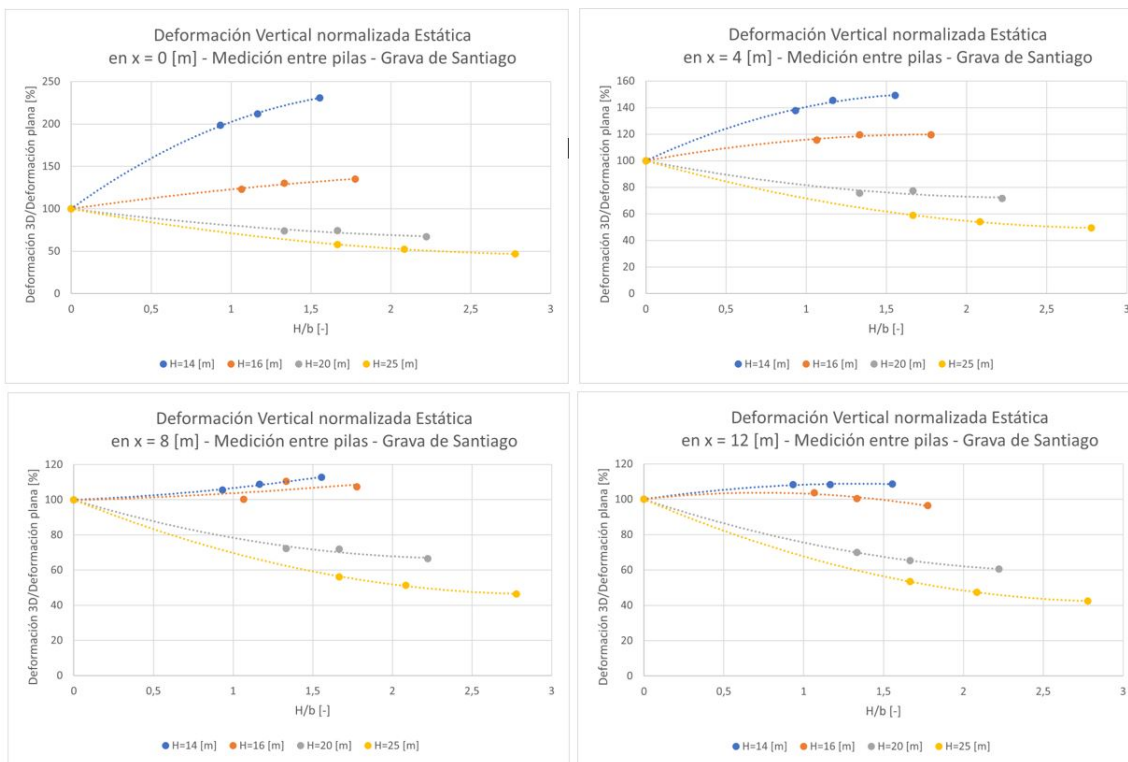 Deformación Vertical normalizada Estática
en x = 0 [m] - Medición entre pilas - Grava de Santiago
Deformación 3D/Deformación plana [%]
250
200
150
100
50
0
0 0,5 1 1,5 2 2,5 3
H/b [-]
H=14 [m] H=16 [m] H=20 [m] H=25 [m]
Deformación Vertical normalizada Estática
en x = 4 [m] - Medición entre pilas - Grava de Santiago
Deformación 3D/Deformación plana [%]
160
140
120
100
80
60
40
20
0
0 0,5 1 1,5 2 2,5 3
H/b [-]
H=14 [m] H=16 [m] H=20 [m] H=25 [m]
Deformación Vertical normalizada Estática
en x = 8 [m] - Medición entre pilas - Grava de Santiago
Deformación 3D/Deformación plana [%]
120
100
80
60
40
20
0
0 0,5 1 1,5 2 2,5 3
H/b [-]
H=14 [m] H=16 [m] H=20 [m] H=25 [m]
Deformación Vertical normalizada Estática
en x = 12 [m] - Medición entre pilas - Grava de Santiago
Deformación 3D/Deformación plana [%]
120
100
80
60
40
20
0
0 0,5 1 1,5 2 2,5 3
H/b [-]
H=14 [m] H=16 [m] H=20 [m] H=25 [m]